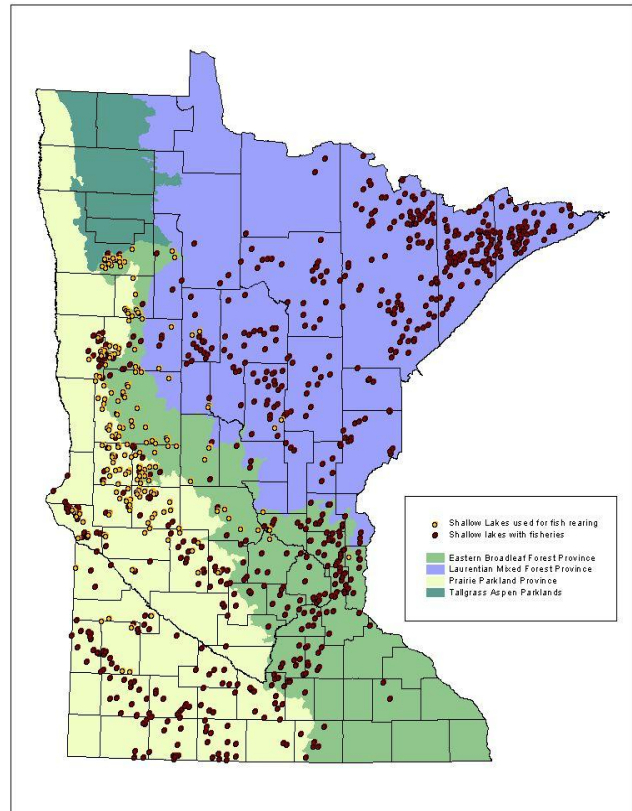 Shallow Lakes used for fish rearing
Shallow lakes with fisheries
Eastern Broadleaf Forest Province
Laurentian Mixed Forest Province
Prairie Parkland Province
Tallgrass Aspen Parklands